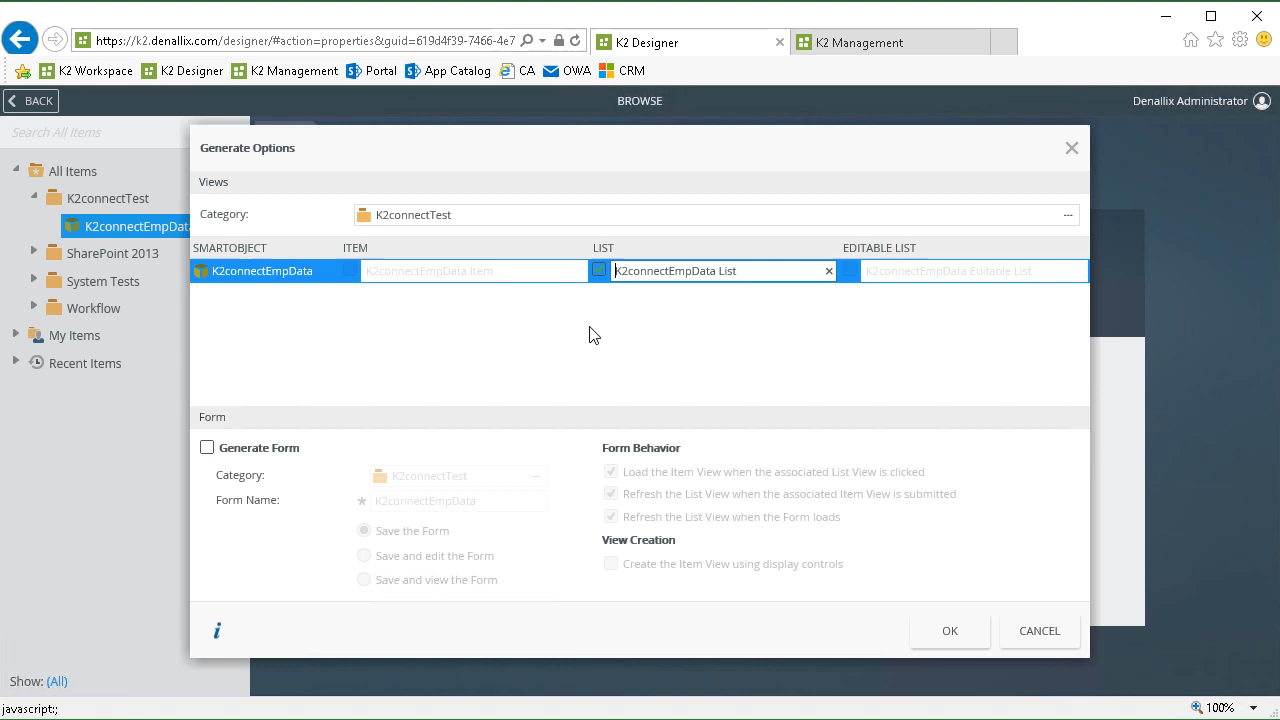 https://k2.denallix.com/designer/#action=properties&guid=619d4f39-7466-4e7
K2 Designer
K2 Management
K2 Workspace
K2 Designer
K2 Management
Portal
App Catalog
CA
OWA
CRM
BACK
BROWSE
Denallix Administrator
Search All Items
All Items
K2connectTest
K2connectEmpData
SharePoint 2013
System Tests
Workflow
My Items
Recent Items
Show: (All)
Generate Options
Views
Category:
K2connectTest
SMARTOBJECT
ITEM
LIST
EDITABLE LIST
K2connectEmpData
K2connectEmpData Item
K2connectEmpData List
K2connectEmpData Editable List
Form
Generate Form
Category:
K2connectTest
Form Name:
* K2connectEmpData
Save the Form
Save and edit the Form
Save and view the Form
Form Behavior
Load the Item View when the associated List View is clicked
Refresh the List View when the associated Item View is submitted
Refresh the List View when the Form loads
View Creation
Create the Item View using display controls
i
OK
CANCEL
javascript:;
100%